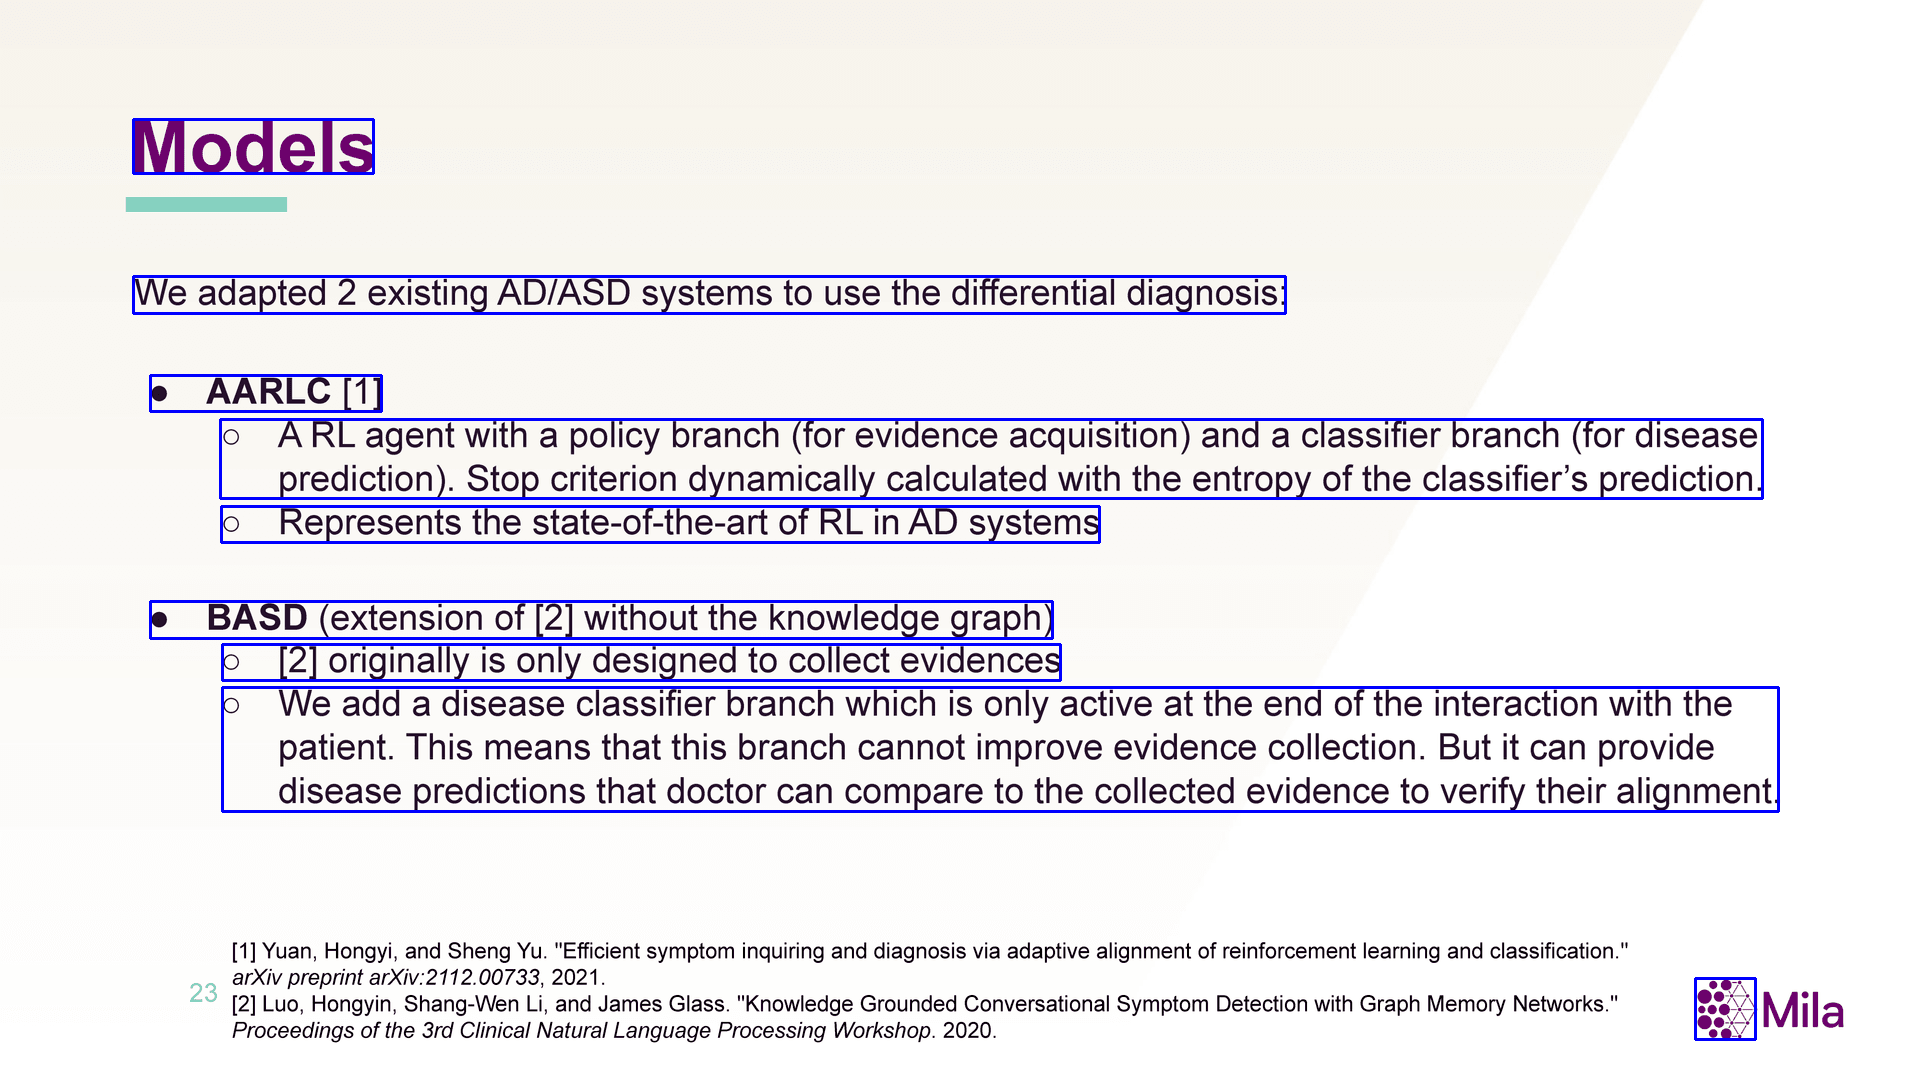 Models
We adapted 2 existing AD/ASD systems to use the differential diagnosis:
● AARLC [1]
○ A RL agent with a policy branch (for evidence acquisition) and a classifier branch (for disease
prediction). Stop criterion dynamically calculated with the entropy of the classifier’s prediction.
○ Represents the state-of-the-art of RL in AD systems
● BASD (extension of [2] without the knowledge graph)
○ [2] originally is only designed to collect evidences
○ We add a disease classifier branch which is only active at the end of the interaction with the
patient. This means that this branch cannot improve evidence collection. But it can provide
disease predictions that doctor can compare to the collected evidence to verify their alignment.
[1] Yuan, Hongyi, and Sheng Yu. "Efficient symptom inquiring and diagnosis via adaptive alignment of reinforcement learning and classification."
arXiv preprint arXiv:2112.00733, 2021.
[2] Luo, Hongyin, Shang-Wen Li, and James Glass. "Knowledge Grounded Conversational Symptom Detection with Graph Memory Networks."
Proceedings of the 3rd Clinical Natural Language Processing Workshop. 2020.
23
Mila